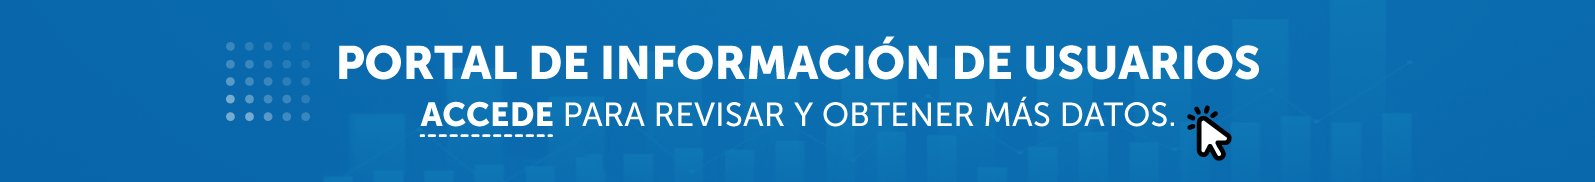 PORTAL DE INFORMACIÓN DE USUARIOS
ACCEDE PARA REVISAR Y OBTENER MÁS DATOS.